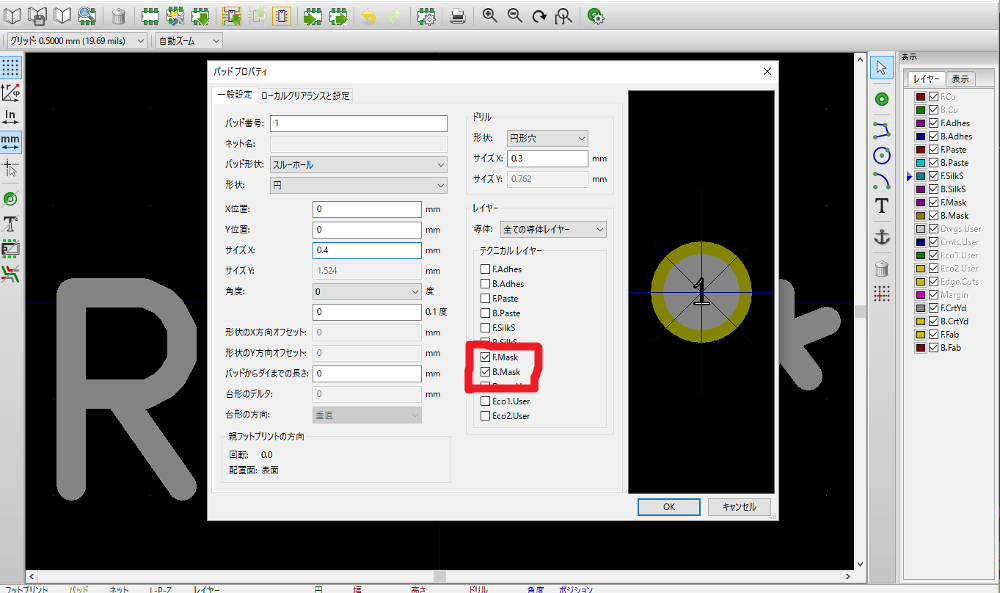 グリッド: 0.5000 mm (19.69 mils)
自動ズーム
In
mm
パッドプロパティ
一般設定
ローカルクリアランスと設定
パッド番号:
1
ネット名:
パッド形状:
スルーホール
形状:
円
X位置:
0
mm
Y位置:
0
mm
サイズ X:
0.4
mm
サイズ Y:
1.524
mm
角度:
0
度
0
0.1 度
形状のX方向オフセット:
0
mm
形状のY方向オフセット:
0
mm
パッドからダイまでの長さ:
0
mm
台形のデルタ:
0
mm
台形の方向:
垂直
親フットプリントの方向
回転:
0.0
配置面:
表面
ドリル
形状:
円形穴
サイズ X:
0.3
mm
サイズ Y:
0.762
mm
レイヤー
導体:
全ての導体レイヤー
テクニカル レイヤー
F.Adhes
B.Adhes
F.Paste
B.Paste
F.SilkS
B.SilkS
F.Mask
B.Mask
Eco1.User
Eco2.User
1
OK
キャンセル
R
表示
レイヤー
表示
F.Cu
B.Cu
F.Adhes
B.Adhes
F.Paste
B.Paste
F.SilkS
B.SilkS
F.Mask
B.Mask
Dwgs.User
Cmts.User
Eco1.User
Eco2.User
Edge.Cuts
Margin
F.CrtYd
B.CrtYd
F.Fab
B.Fab
T
フットプリント
パッド
ネット
L-P-Z
レイヤー
円
幅
高さ
ドリル
角度
ポジション